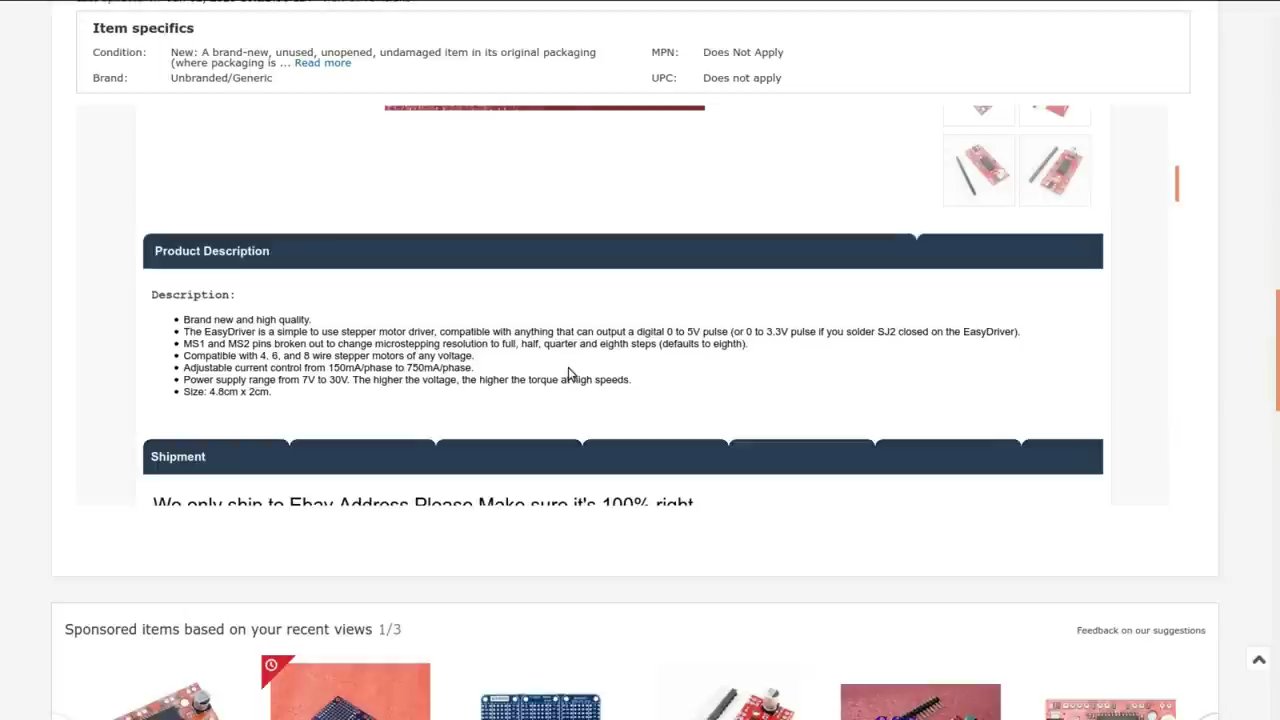 Item specifics
Condition: New: A brand-new, unused, unopened, undamaged item in its original packaging MPN: Does Not Apply
(where packaging is ... Read more
Brand: Unbranded/Generic UPC: Does not apply
Product Description
Description:
Brand new and high quality.
The EasyDriver is a simple to use stepper motor driver, compatible with anything that can output a digital 0 to 5V pulse (or 0 to 3.3V pulse if you solder SJ2 closed on the EasyDriver).
MS1 and MS2 pins broken out to change microstepping resolution to full, half, quarter and eighth steps (defaults to eighth).
Compatible with 4, 6, and 8 wire stepper motors of any voltage.
Adjustable current control from 150mA/phase to 750mA/phase.
Power supply range from 7V to 30V. The higher the voltage, the higher the torque at high speeds.
Size: 4.8cm x 2cm.
Shipment
We only ship to Ebay Address Please Make sure it's 100% right
Sponsored items based on your recent views 1/3
Feedback on our suggestions